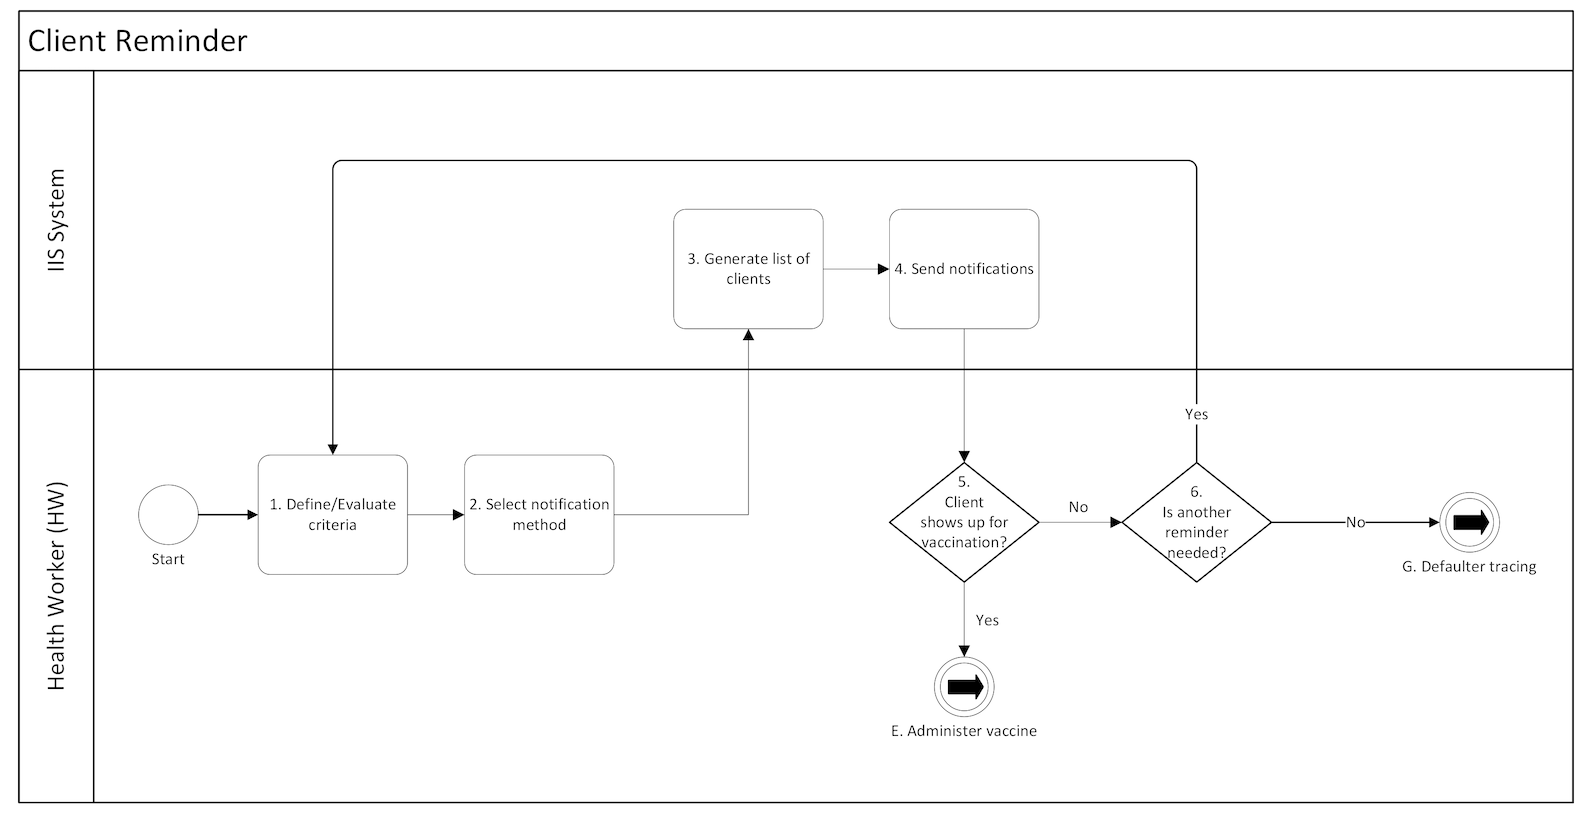 Client Reminder
IIS System
3. Generate list of
clients
4. Send notifications
Yes
Health Worker (HW)
Start
1. Define/Evaluate
criteria
2. Select notification
method
5.
Client
shows up for
vaccination?
No
6.
Is another
reminder
needed?
No
G. Defaulter tracing
Yes
E. Administer vaccine